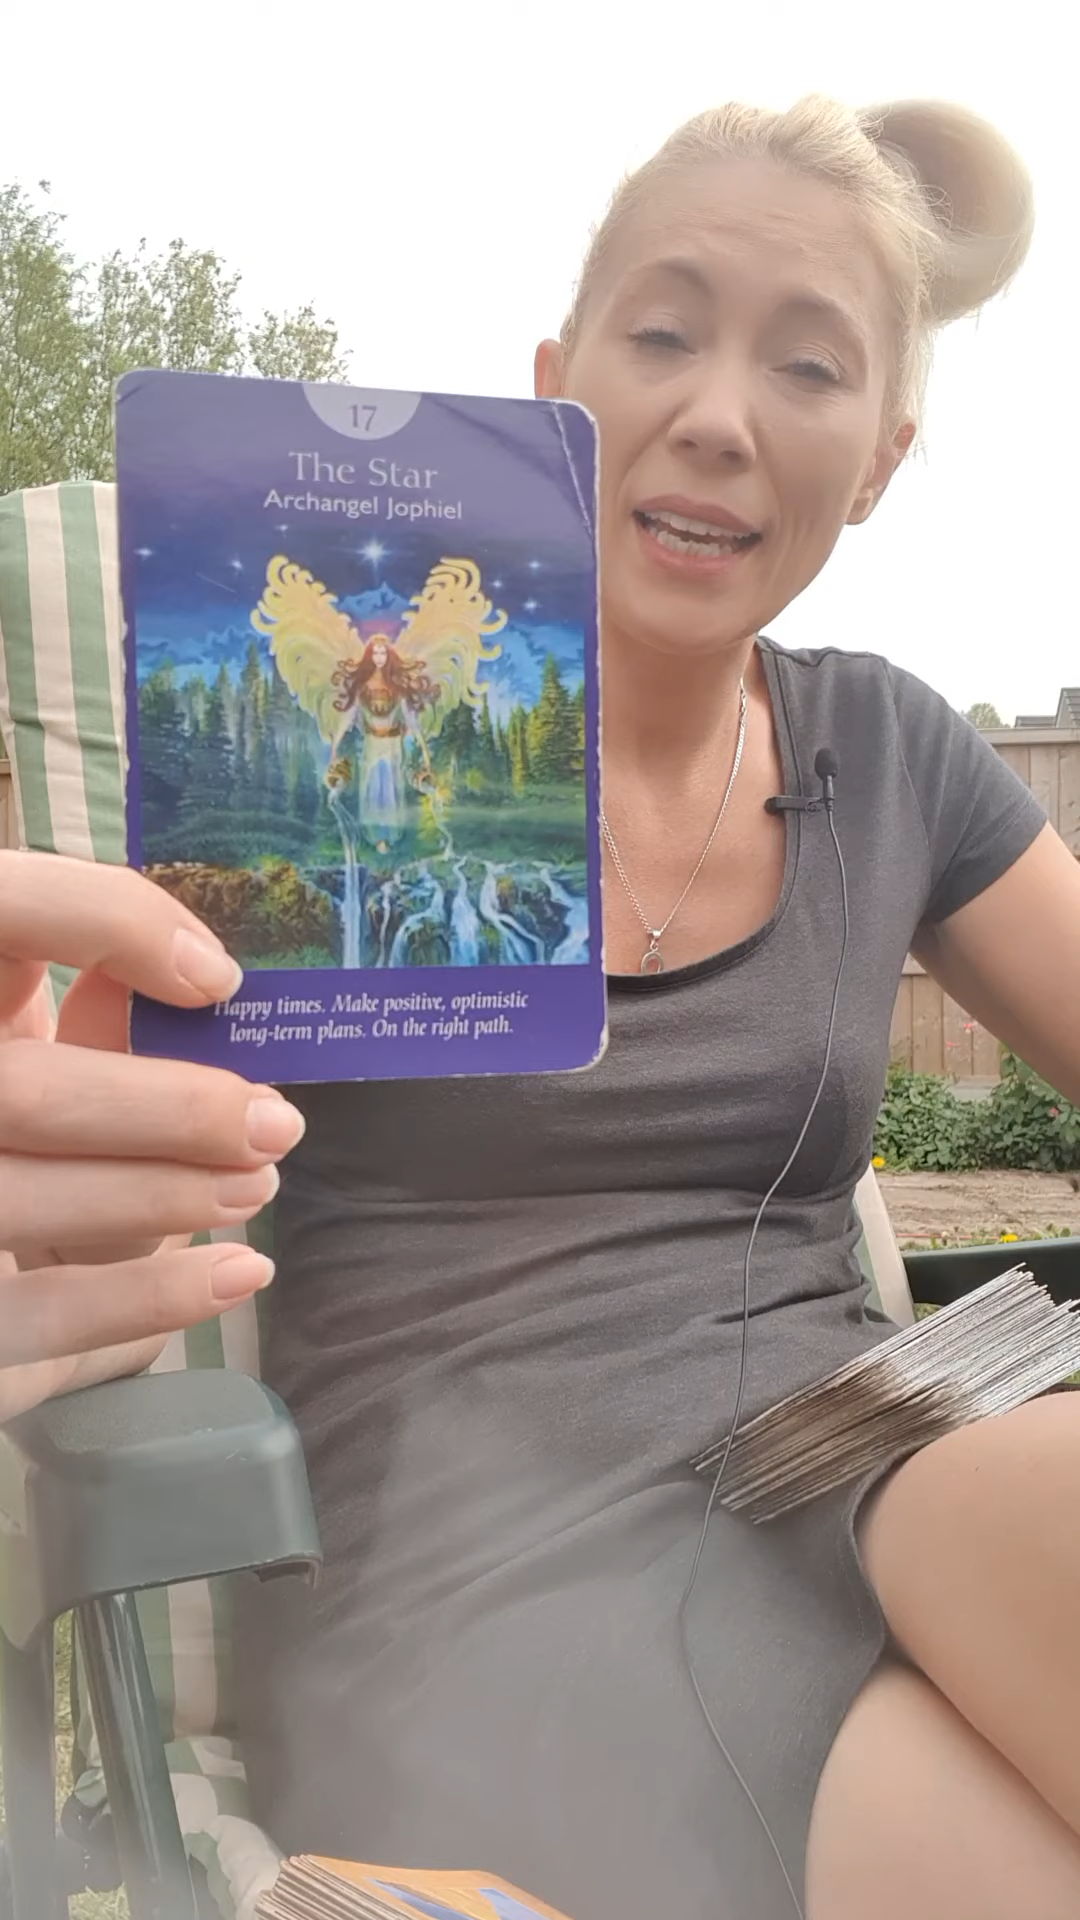 17
The Star
Archangel Jophiel
Happy times. Make positive, optimistic
long-term plans. On the right path.